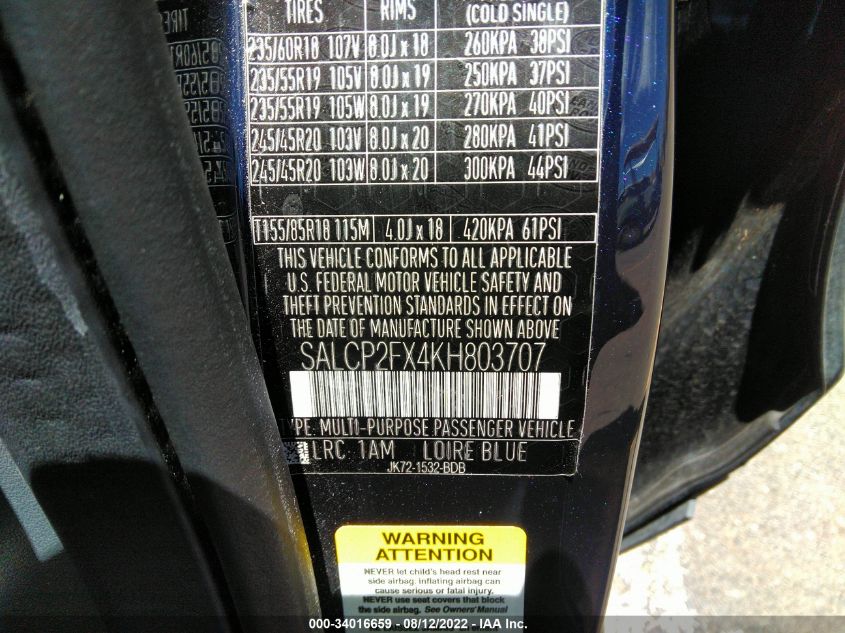 TIRES RIMS
(COLD SINGLE)
235/60R18 107V 8.0J x 18 260KPA 38PSI
235/55R19 105V 8.0J x 19 250KPA 37PSI
235/55R19 105W 8.0J x 19 270KPA 40PSI
245/45R20 103V 8.0J x 20 280KPA 41PSI
245/45R20 103W 8.0J x 20 300KPA 44PSI
T155/85R18 115M 4.0J x 18 420KPA 61PSI
THIS VEHICLE CONFORMS TO ALL APPLICABLE
U.S. FEDERAL MOTOR VEHICLE SAFETY AND
THEFT PREVENTION STANDARDS IN EFFECT ON
THE DATE OF MANUFACTURE SHOWN ABOVE
SALCP2FX4KH803707
TYPE. MULTI-PURPOSE PASSENGER VEHICLE
LRC 1AM LOIRE BLUE
JK72-1532-BDB
WARNING
ATTENTION
NEVER let child's head rest near
side airbag: inflating airbag can
cause serious or fatal injury.
NEVER use seat covers that block
the side airbag. See Owners' Manual
000-34016659 - 08/12/2022 - IAA Inc.